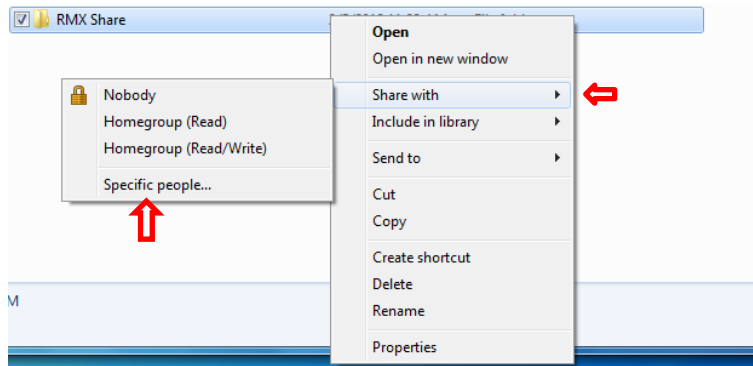 RMX Share
Open
Open in new window
Share with
Include in library
Send to
Cut
Copy
Create shortcut
Delete
Rename
Properties
Nobody
Homegroup (Read)
Homegroup (Read/Write)
Specific people...
M